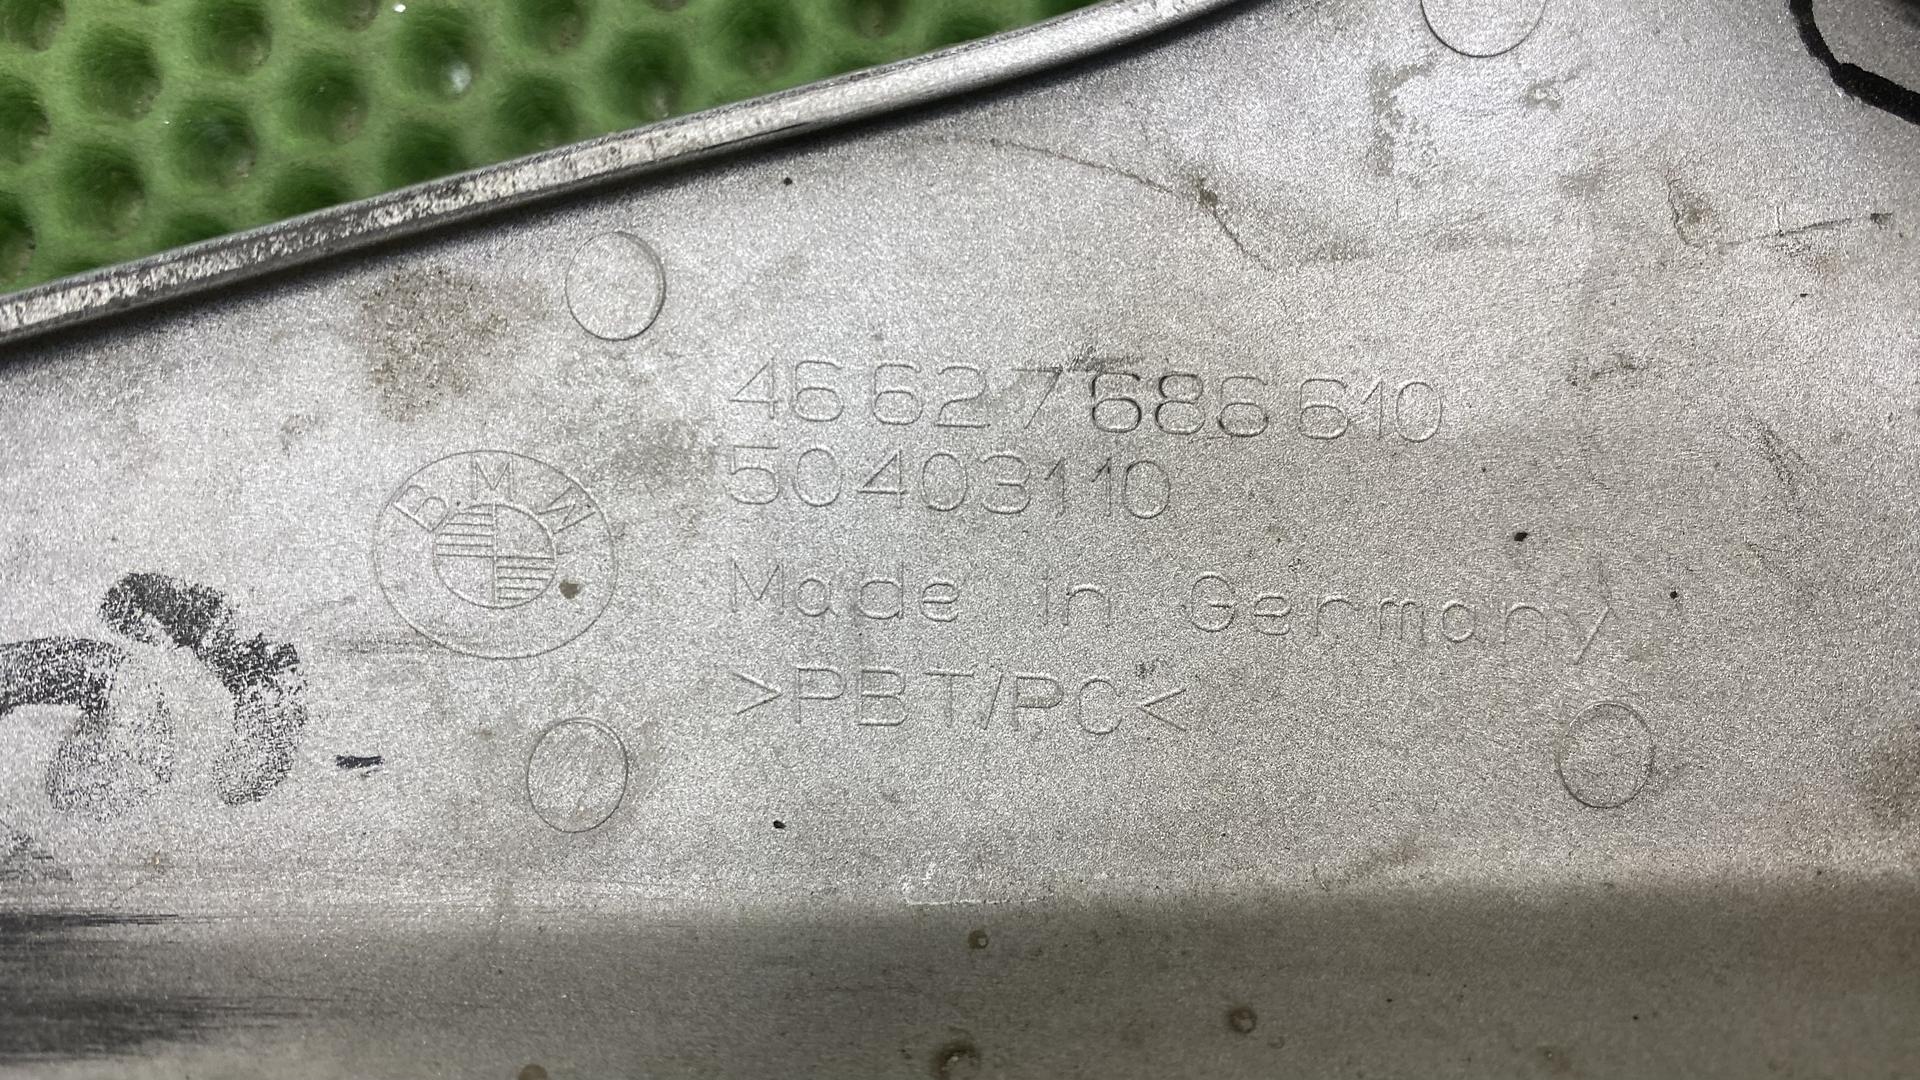 46 62 7 686 610
50403110
BMW
Made in Germany
>PBT/PC<